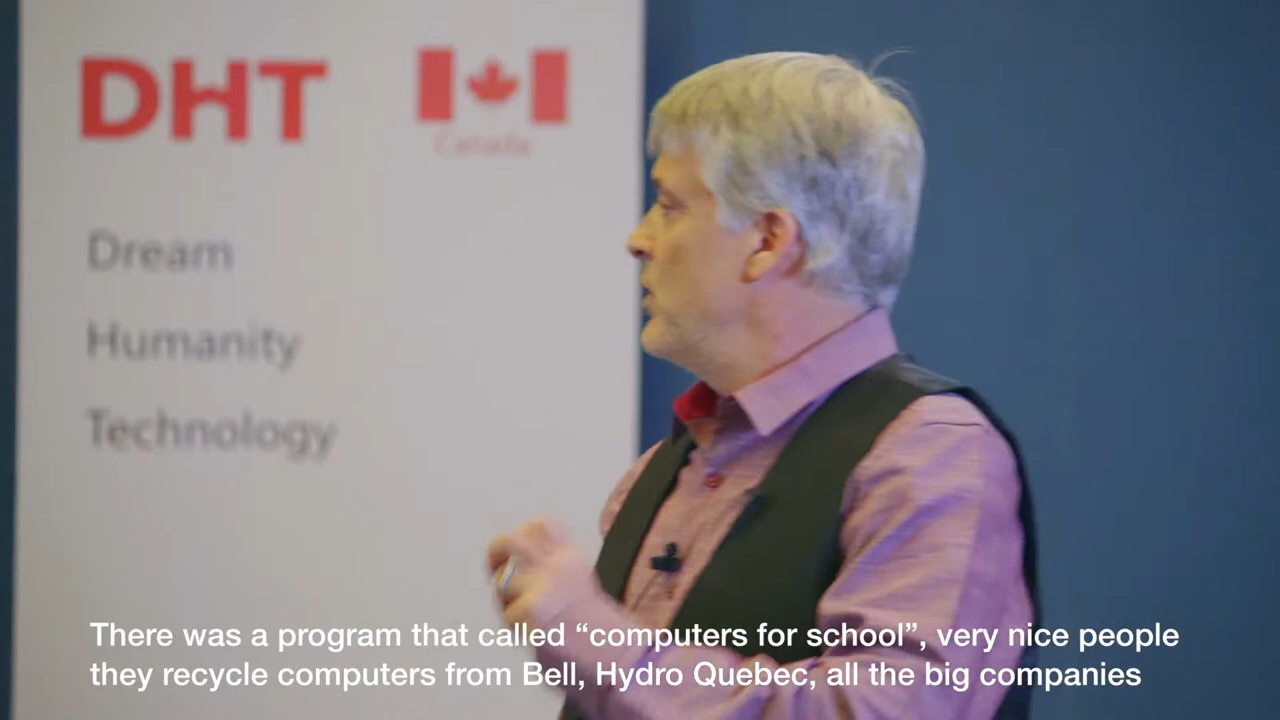 DHT
Canada
Dream
Humanity
Technology
There was a program that called “computers for school”, very nice people
they recycle computers from Bell, Hydro Quebec, all the big companies